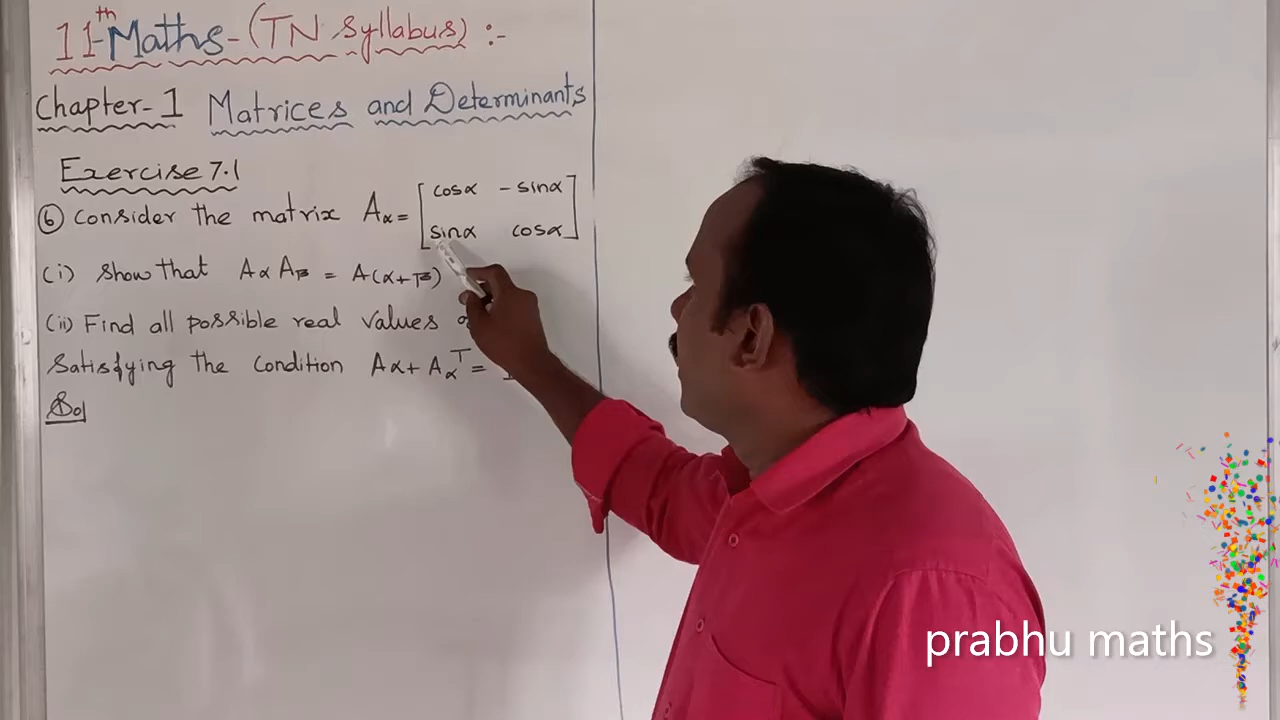 11th Maths - (TN Syllabus) :-
Chapter-1 Matrices and Determinants
Exercise 7.1
⑥ Consider the matrix Aα = [cosα - sinα
sinα cosα]
(i) Show that Aα Aβ = A(α+β)
(ii) Find all possible real values
Satisfying the condition Aα + Aα^T =
Sol
prabhu maths